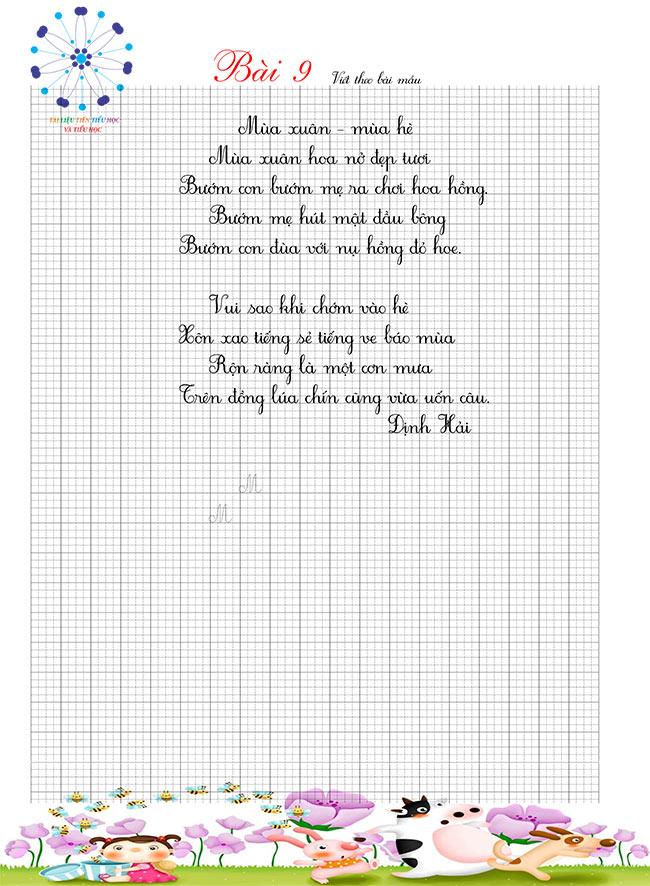 Bài 9 Viết theo bài mẫu
TÀI LIỆU TIỀN TIỂU HỌC
VÀ TIỂU HỌC
Mùa xuân - mùa hè
Mùa xuân hoa nở đẹp tươi
Bướm con bướm mẹ ra chơi hoa hồng.
Bướm mẹ hút mật đầu bông
Bướm con đùa với nụ hồng đỏ hoe.
Vui sao khi chớm vào hè
Xôn xao tiếng sẻ tiếng ve báo mùa
Rộn ràng là một cơn mưa
Trên đồng lúa chín cũng vừa uốn câu.
Định Hải
M
M